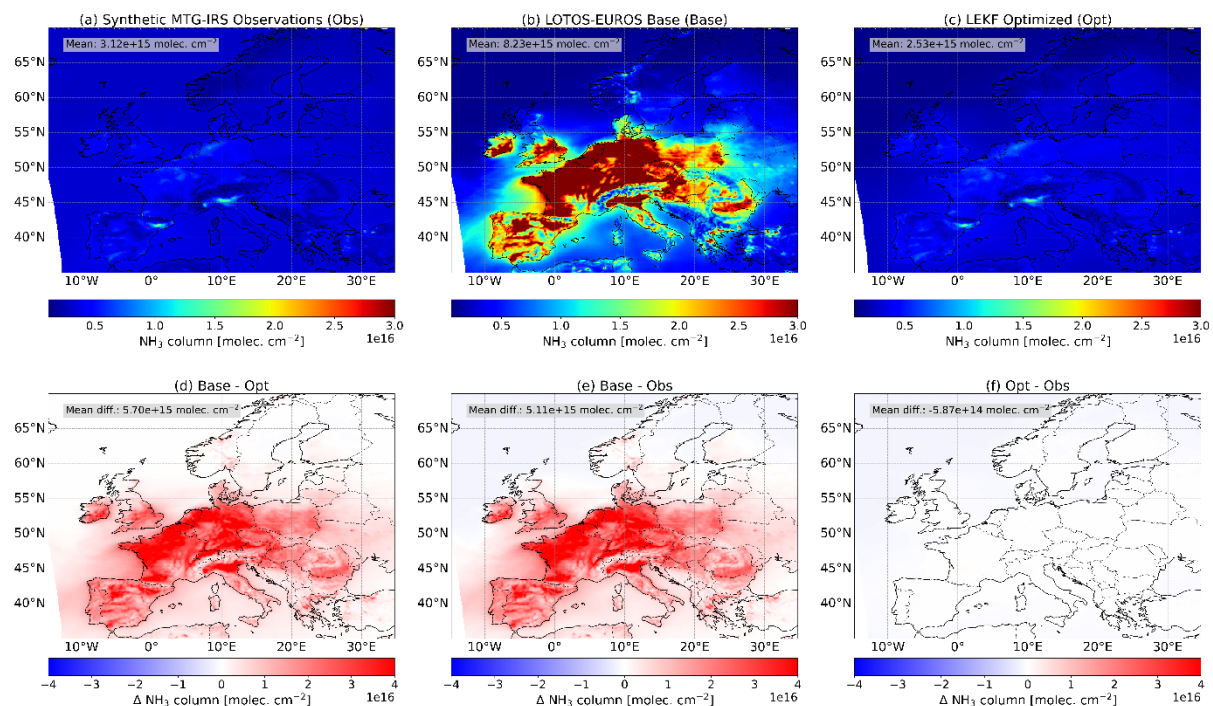 (a) Synthetic MTG-IRS Observations (Obs)
(b) LOTOS-EUROS Base (Base)
(c) LEKF Optimized (Opt)
Mean: 3.12e+15 molec. cm⁻²
Mean: 8.23e+15 molec. cm⁻²
Mean: 2.53e+15 molec. cm⁻²
65°N 65°N 65°N
60°N 60°N 60°N
55°N 55°N 55°N
50°N 50°N 50°N
45°N 45°N 45°N
40°N 40°N 40°N
10°W 0° 10°E 20°E 30°E 10°W 0° 10°E 20°E 30°E 10°W 0° 10°E 20°E 30°E
0.5 1.0 1.5 2.0 2.5 3.0 0.5 1.0 1.5 2.0 2.5 3.0 0.5 1.0 1.5 2.0 2.5 3.0
1e16 1e16 1e16
NH₃ column [molec. cm⁻²] NH₃ column [molec. cm⁻²] NH₃ column [molec. cm⁻²]
(d) Base - Opt
(e) Base - Obs
(f) Opt - Obs
Mean diff.: 5.70e+15 molec. cm⁻²
Mean diff.: 5.11e+15 molec. cm⁻²
Mean diff.: -5.87e+14 molec. cm⁻²
65°N 65°N 65°N
60°N 60°N 60°N
55°N 55°N 55°N
50°N 50°N 50°N
45°N 45°N 45°N
40°N 40°N 40°N
10°W 0° 10°E 20°E 30°E 10°W 0° 10°E 20°E 30°E 10°W 0° 10°E 20°E 30°E
−4 −3 −2 −1 0 1 2 3 4 −4 −3 −2 −1 0 1 2 3 4 −4 −3 −2 −1 0 1 2 3 4
1e16 1e16 1e16
Δ NH₃ column [molec. cm⁻²] Δ NH₃ column [molec. cm⁻²] Δ NH₃ column [molec. cm⁻²]